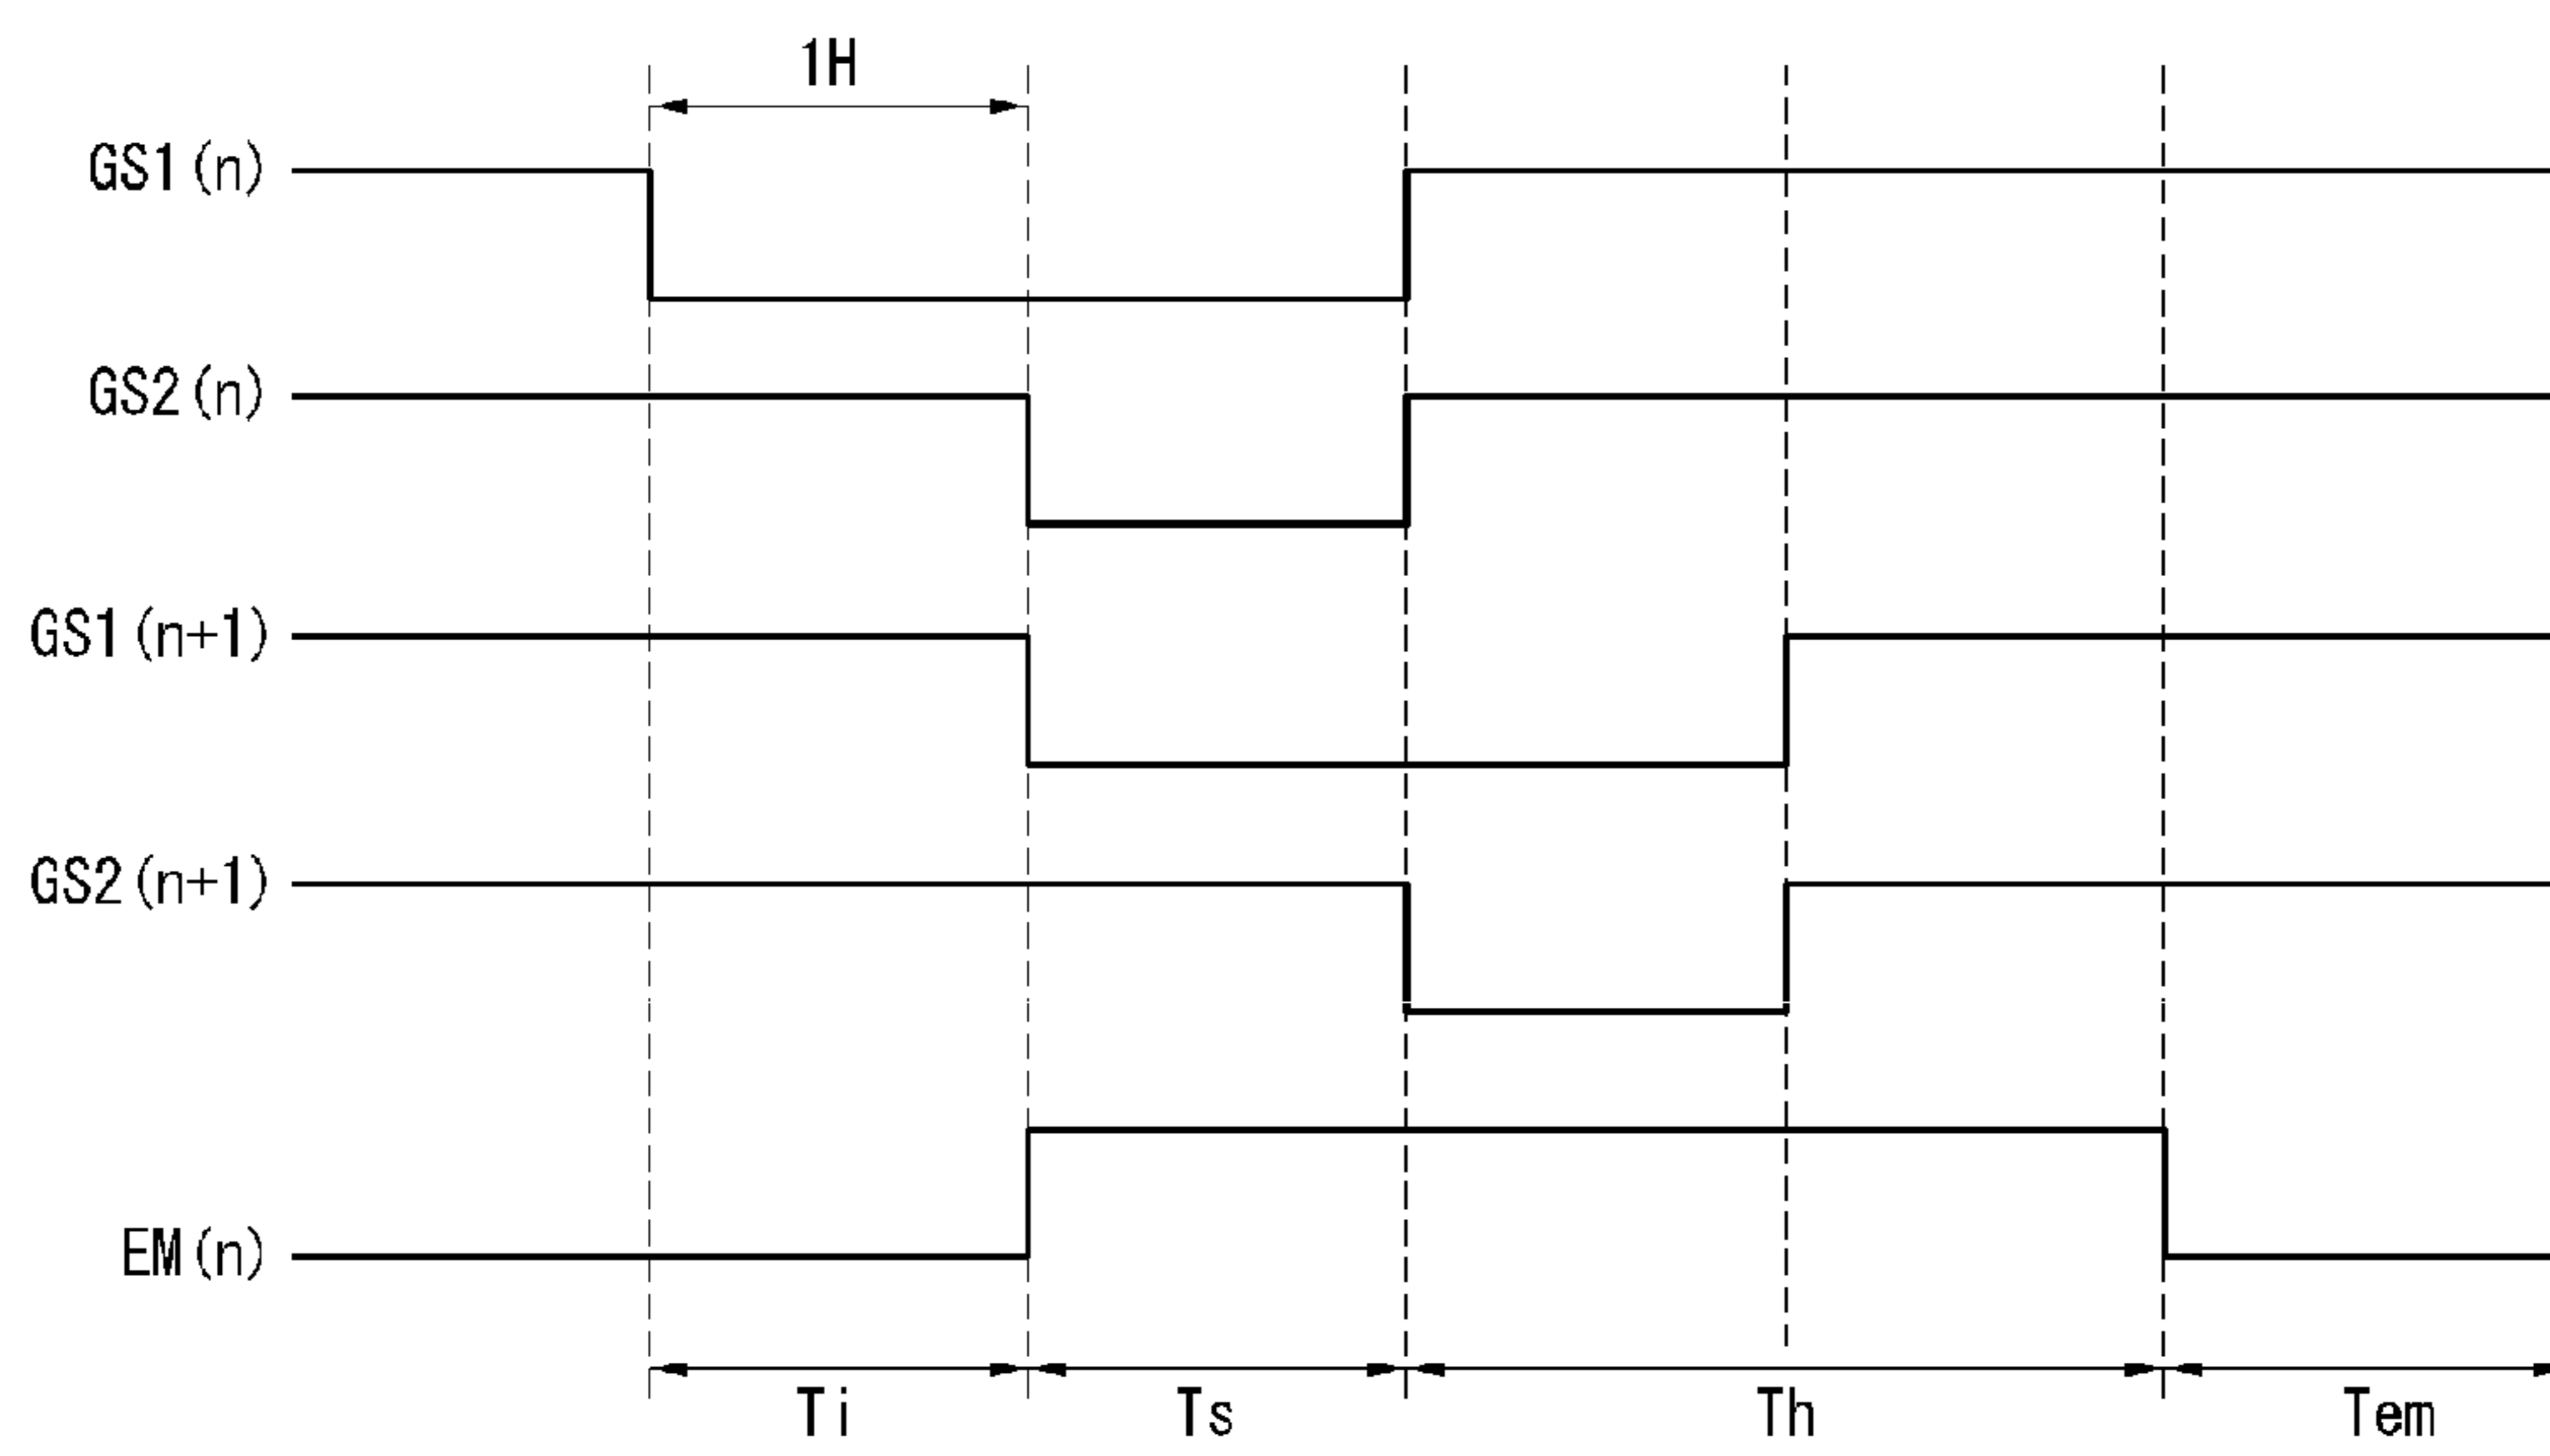 1H
GS1(n)
GS2(n)
GS1(n+1)
GS2(n+1)
EM(n)
Ti Ts Th Tem